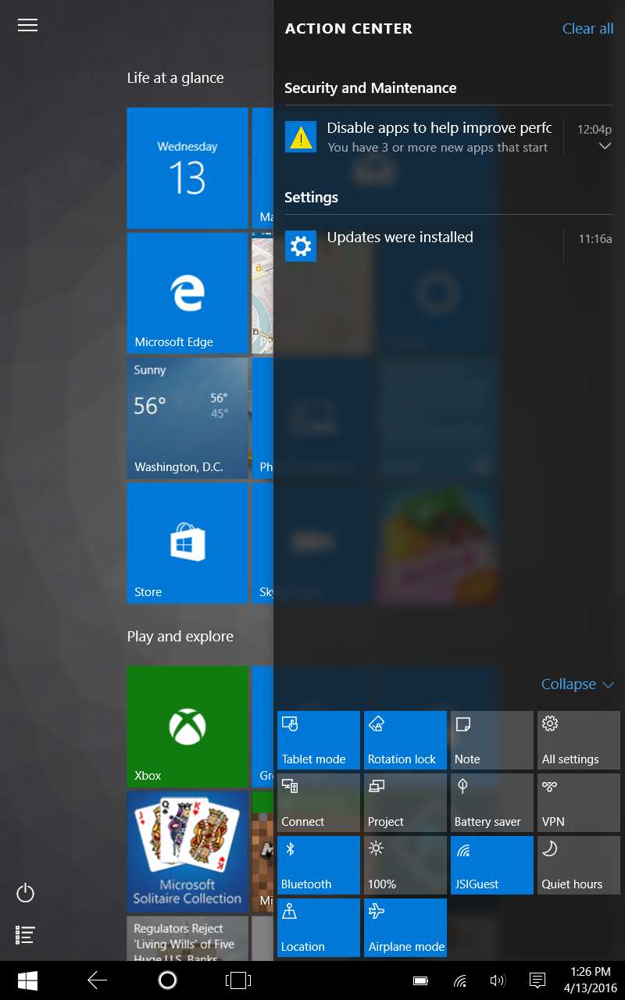 ACTION CENTER
Clear all
Life at a glance
Security and Maintenance
Disable apps to help improve perfc
You have 3 or more new apps that start
12:04p
Settings
Updates were installed
11:16a
Wednesday
13
Ma
Microsoft Edge
Sunny
56°
56°
45°
Washington, D.C.
Ph
Store
Sky
Play and explore
Collapse
Xbox
Gr
Tablet mode
Rotation lock
Note
All settings
Connect
Project
Battery saver
VPN
Bluetooth
100%
JSIGuest
Quiet hours
Location
Airplane mode
J
Q
K
Microsoft
Solitaire Collection
Mi
Regulators Reject
'Living Wills' of Five
Huge U.S. Banks
1:26 PM
4/13/2016